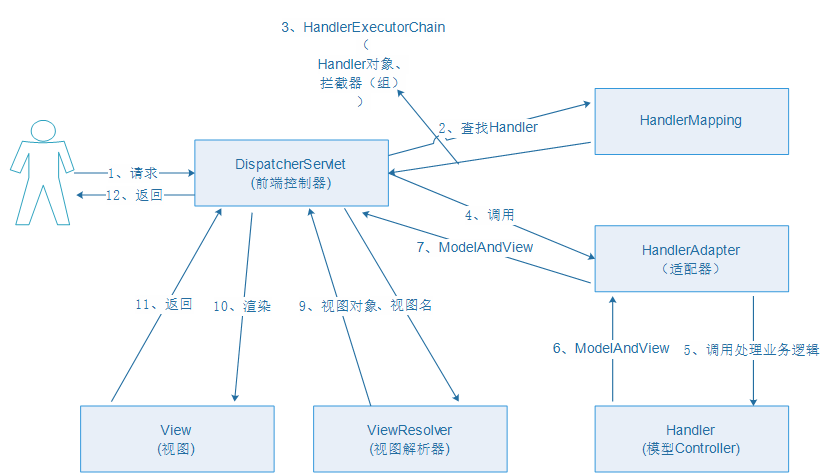 3、HandlerExecutorChain
（
Handler对象、
拦截器（组）
）
2、查找Handler
HandlerMapping
DispatcherServlet
(前端控制器)
1、请求
12、返回
4、调用
7、ModelAndView
HandlerAdapter
（适配器）
11、返回
10、渲染
9、视图对象
、视图名
6、ModelAndView
5、调用处理业务逻辑
View
(视图)
ViewResolver
(视图解析器)
Handler
(模型Controller)